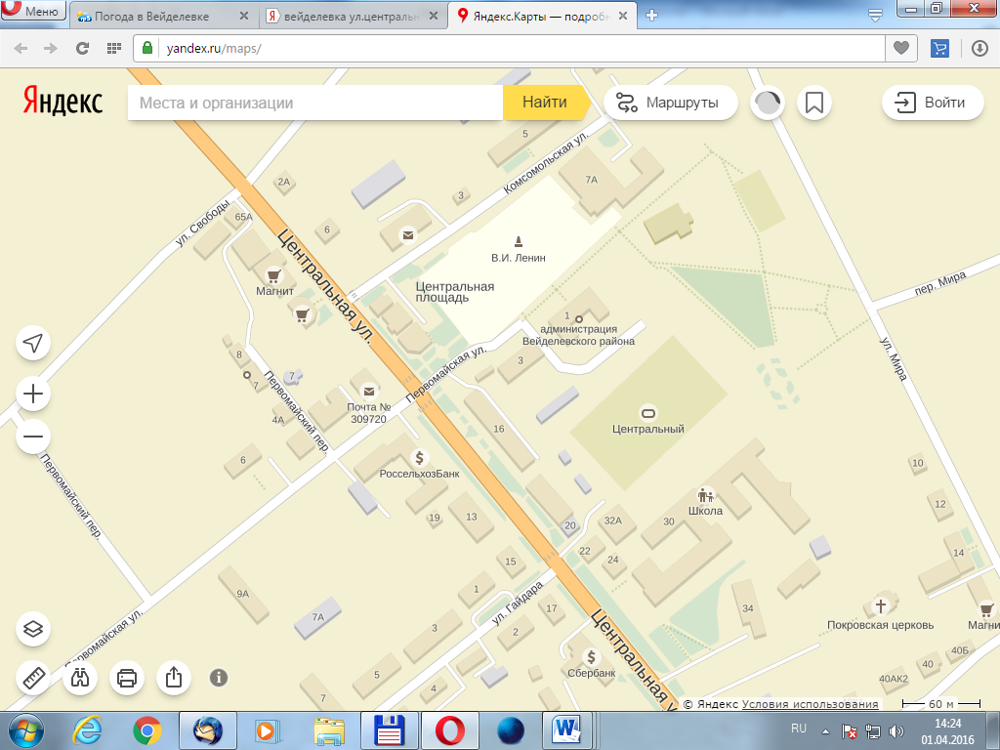 Меню
Погода в Вейделевке
вейделевка ул.централь
Яндекс.Карты — подробн
yandex.ru/maps/
Яндекс
Места и организации
Найти
Маршруты
Войти
5
Комсомольская ул.
7А
2А
3
65А
ул. Свободы
6
В.И. Ленин
Центральная ул.
Магнит
Центральная
площадь
пер. Мира
1
администрация
Вейделевского района
ул. Мира
Первомайская ул.
3
8
7
7
Первомайский пер.
Почта №
309720
4А
16
Центральный
6
РоссельхозБанк
10
Первомайский пер.
Школа
12
19
13
20
32А
30
22
24
14
15
9А
1
ул. Гайдара
17
34
7А
3
2
Покровская церковь
Магни
Первомайская ул.
Центральная у
Сбербанк
40Б
40
40АК2
5
4
7
© Яндекс Условия использования
60 м
RU
14:24
01.04.2016